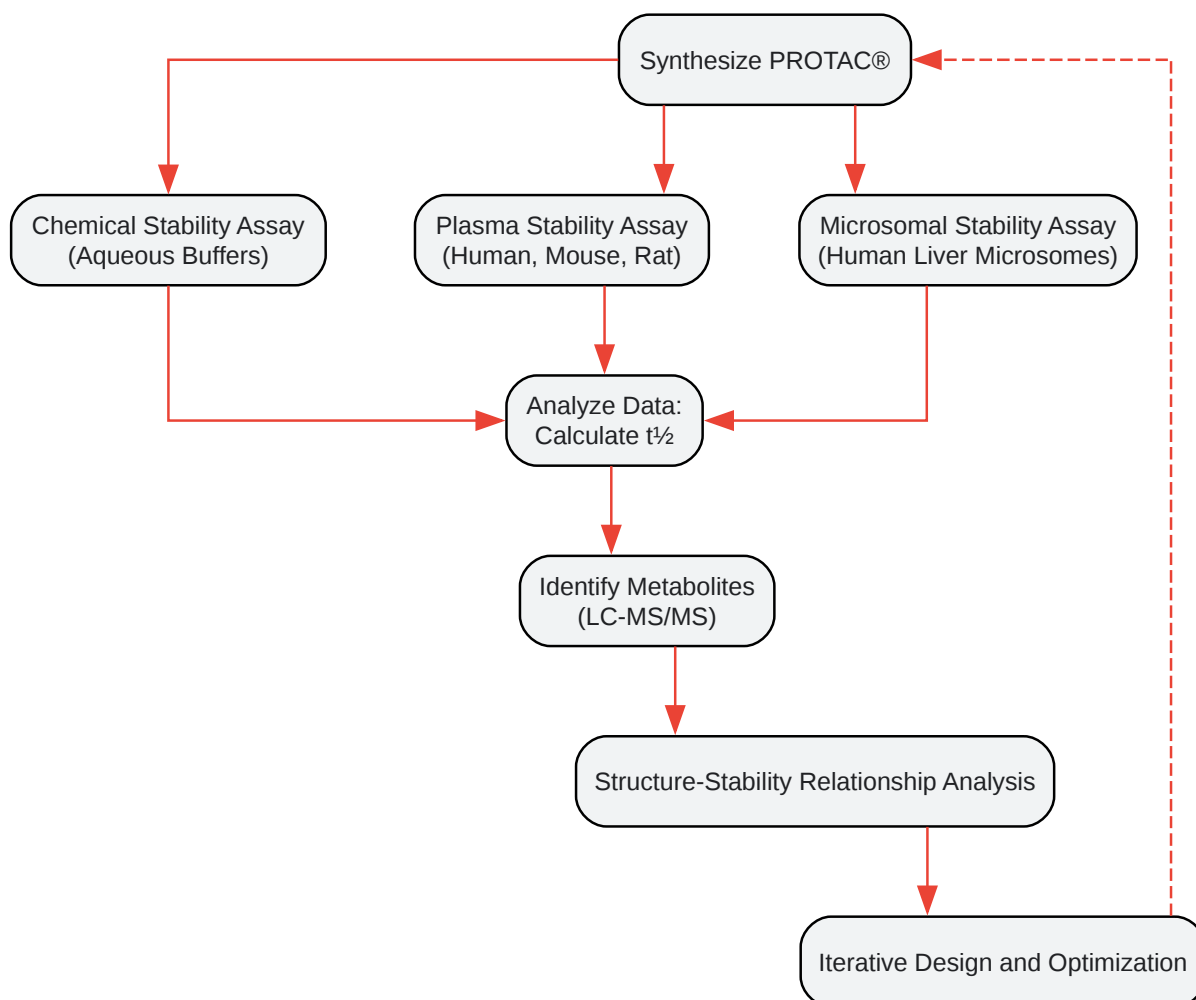 Synthesize PROTAC®
Chemical Stability Assay
(Aqueous Buffers)
Plasma Stability Assay
(Human, Mouse, Rat)
Microsomal Stability Assay
(Human Liver Microsomes)
Analyze Data:
Calculate t½
Identify Metabolites
(LC-MS/MS)
Structure-Stability Relationship Analysis
Iterative Design and Optimization